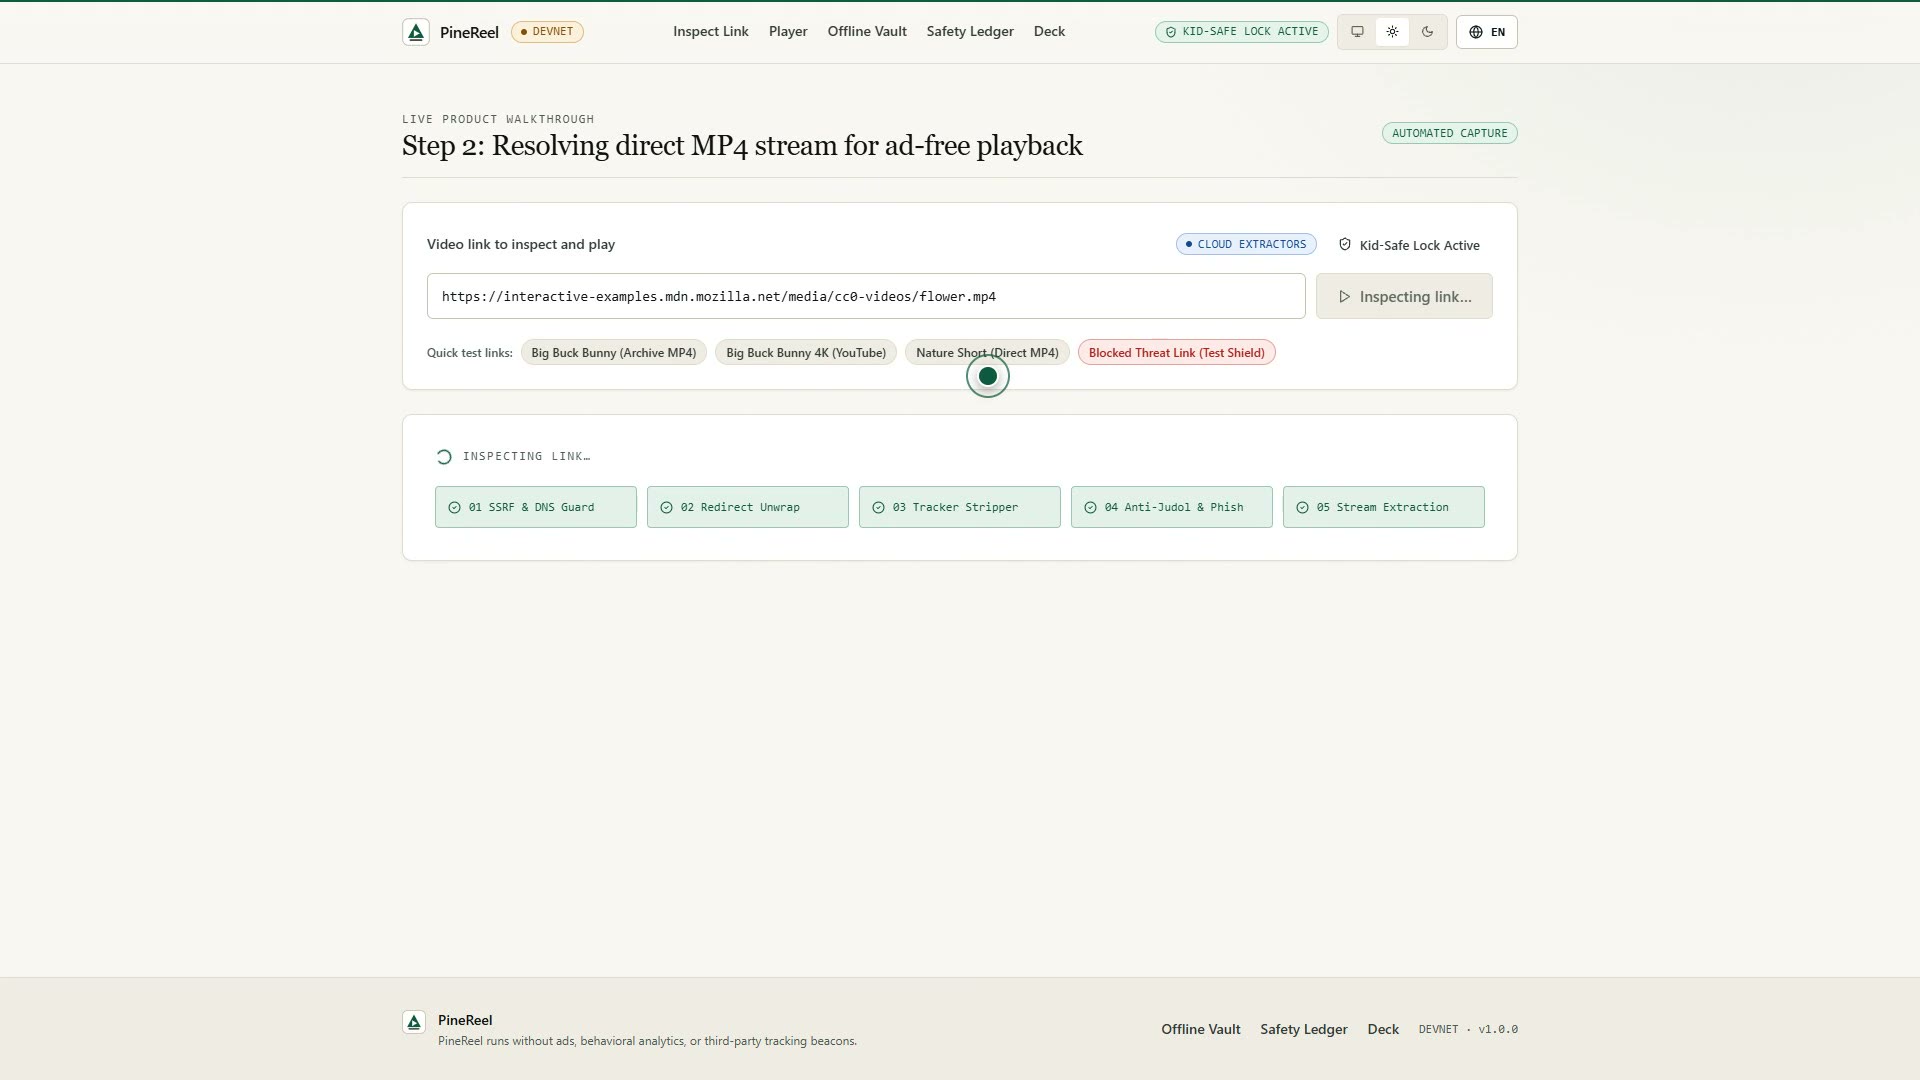 PineReel
DEVNET
Inspect Link
Player
Offline Vault
Safety Ledger
Deck
KID-SAFE LOCK ACTIVE
EN
LIVE PRODUCT WALKTHROUGH
Step 2: Resolving direct MP4 stream for ad-free playback
AUTOMATED CAPTURE
Video link to inspect and play
CLOUD EXTRACTORS
Kid-Safe Lock Active
https://interactive-examples.mdn.mozilla.net/media/cc0-videos/flower.mp4
Inspecting link...
Quick test links:
Big Buck Bunny (Archive MP4)
Big Buck Bunny 4K (YouTube)
Nature Short (Direct MP4)
Blocked Threat Link (Test Shield)
INSPECTING LINK…
01 SSRF & DNS Guard
02 Redirect Unwrap
03 Tracker Stripper
04 Anti-Judol & Phish
05 Stream Extraction
PineReel
PineReel runs without ads, behavioral analytics, or third-party tracking beacons.
Offline Vault
Safety Ledger
Deck
DEVNET · v1.0.0